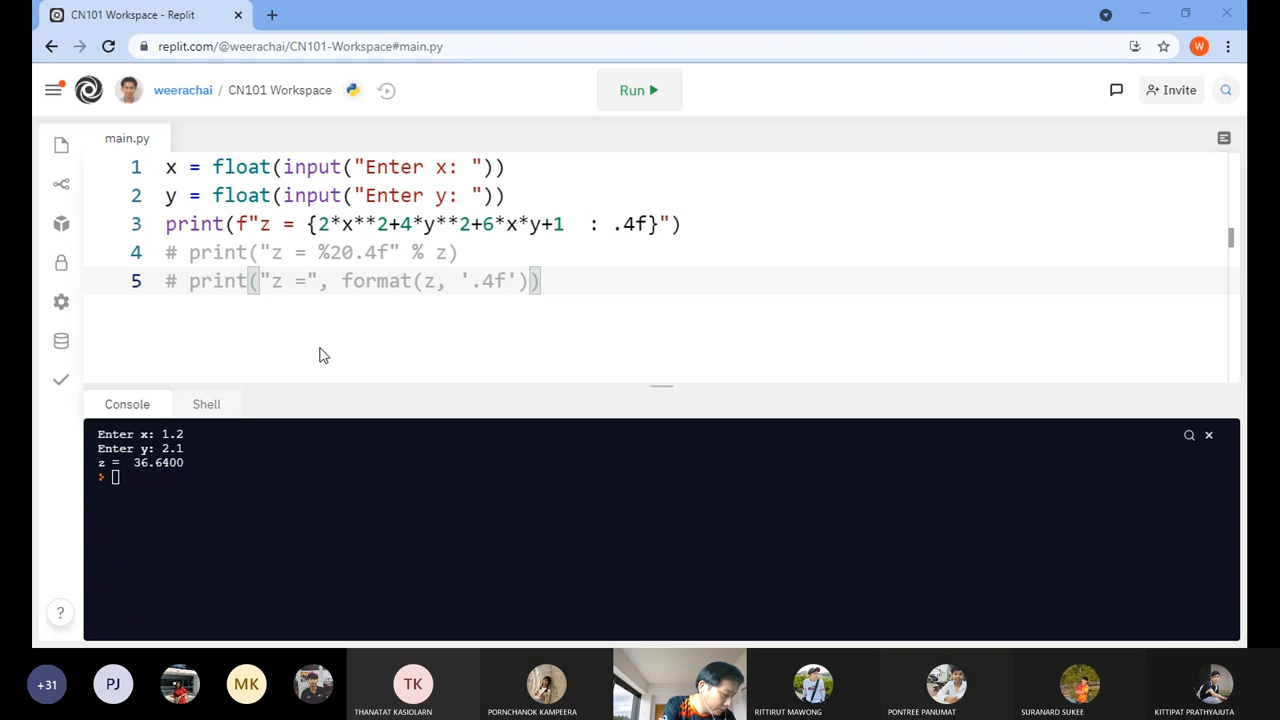 CN101 Workspace - Replit
replit.com/@weerachai/CN101-Workspace#main.py
W
weerachai / CN101 Workspace
Run
Invite
main.py
1 x = float(input("Enter x: "))
2 y = float(input("Enter y: "))
3 print(f"z = {2*x**2+4*y**2+6*x*y+1  : .4f}")
4 # print("z = %20.4f" % z)
5 # print("z =", format(z, '.4f'))
Console Shell
Enter x: 1.2
Enter y: 2.1
z =  36.6400
?
+31 PJ MK TK
THANATAT KASIOLARN PORNCHANOK KAMPEERA RITTIRUT MAWONG PONTREE PANUMAT SURANARD SUKEE KITTIPAT PRATHYAJUTA